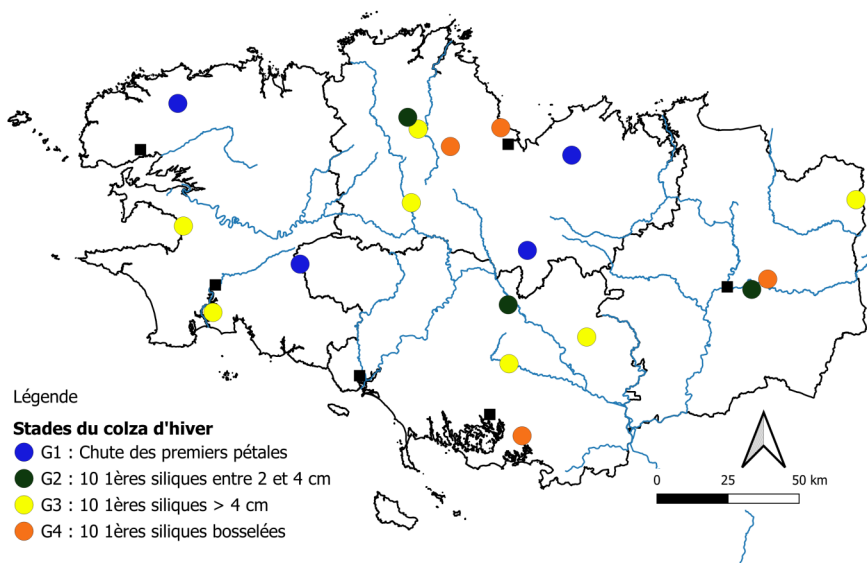 Légende
Stades du colza d'hiver
G1 : Chute des premiers pétales
G2 : 10 1ères siliques entre 2 et 4 cm
G3 : 10 1ères siliques > 4 cm
G4 : 10 1ères siliques bosselées
0 25 50 km